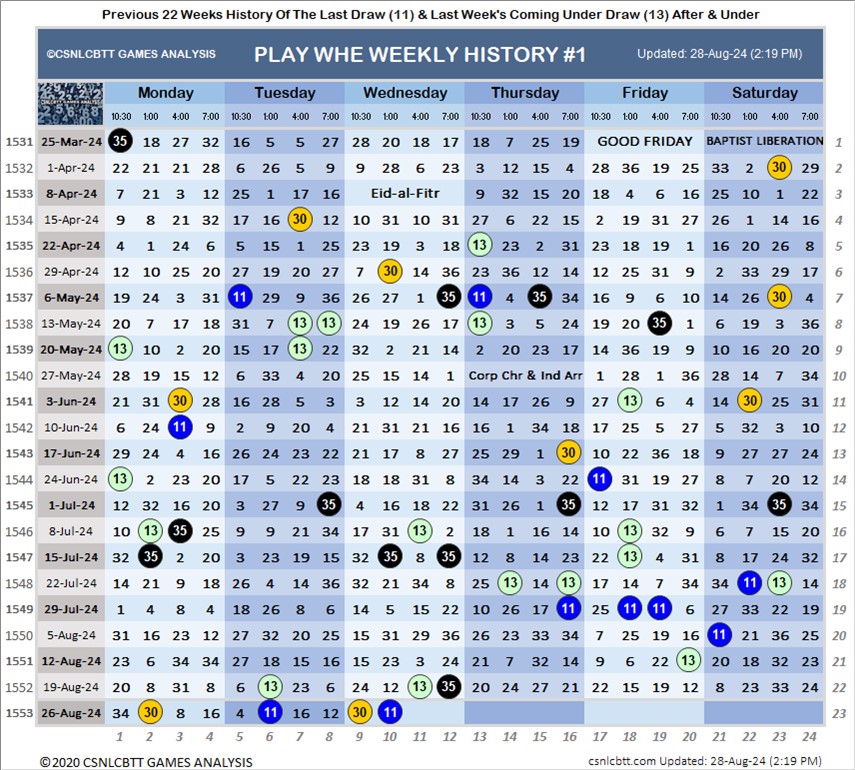 Previous 22 Weeks History Of The Last Draw (11) & Last Week's Coming Under Draw (13) After & Under
©CSNLCBTT GAMES ANALYSIS PLAY WHE WEEKLY HISTORY #1 Updated: 28-Aug-24 (2:19 PM)
CSNLCBTT GAMES ANALYSIS Monday Tuesday Wednesday Thursday Friday Saturday
10:30 1:00 4:00 7:00 10:30 1:00 4:00 7:00 10:30 1:00 4:00 7:00 10:30 1:00 4:00 7:00 10:30 1:00 4:00 7:00 10:30 1:00 4:00 7:00
1531 25-Mar-24 35 18 27 32 16 5 5 27 28 20 18 17 18 7 25 19 GOOD FRIDAY BAPTIST LIBERATION 1
1532 1-Apr-24 22 21 21 28 6 26 5 9 9 28 6 23 3 12 15 4 28 36 19 25 33 2 30 29 2
1533 8-Apr-24 7 21 3 12 25 1 17 16 Eid-al-Fitr 9 32 15 20 18 4 6 16 25 10 1 22 3
1534 15-Apr-24 9 8 21 32 17 16 30 12 10 31 10 31 27 6 22 15 2 19 31 27 26 1 14 16 4
1535 22-Apr-24 4 1 24 6 5 15 1 25 23 19 3 18 13 23 2 31 23 18 19 1 16 20 26 8 5
1536 29-Apr-24 12 10 25 20 27 19 20 27 7 30 14 36 23 36 12 14 12 25 31 9 2 33 29 17 6
1537 6-May-24 19 24 3 31 11 29 9 36 26 27 1 35 11 4 35 34 16 9 6 10 14 26 30 4 7
1538 13-May-24 20 7 17 18 31 7 13 13 24 19 26 17 13 3 5 24 19 20 35 1 6 19 3 36 8
1539 20-May-24 13 10 2 20 15 17 13 22 32 2 21 14 2 20 23 17 14 36 19 9 10 16 20 20 9
1540 27-May-24 28 19 15 12 6 33 4 20 25 15 14 1 Corp Chr & Ind Arr 1 28 1 36 28 14 7 34 10
1541 3-Jun-24 21 31 30 28 16 28 5 3 3 12 14 20 14 17 26 9 27 13 6 4 14 30 25 31 11
1542 10-Jun-24 6 24 11 9 2 9 20 4 21 31 21 16 16 1 34 18 17 25 5 27 5 32 3 10 12
1543 17-Jun-24 29 24 4 16 26 24 23 22 21 16 17 23 25 29 1 30 10 22 36 18 9 27 27 24 13
1544 24-Jun-24 13 2 23 20 17 5 22 23 18 18 31 8 34 14 3 22 11 14 31 29 8 7 20 12 14
1545 1-Jul-24 12 32 16 20 3 27 9 35 4 16 18 22 31 26 1 35 12 17 31 32 1 34 35 34 15
1546 8-Jul-24 10 13 35 4 9 9 21 34 17 31 13 2 18 1 16 14 18 13 32 9 6 7 15 20 16
1547 15-Jul-24 32 35 7 20 3 23 19 15 32 35 8 35 12 8 14 23 22 13 4 31 8 17 24 32 17
1548 22-Jul-24 14 21 9 18 26 4 14 36 32 21 34 8 25 13 14 13 17 14 7 34 34 11 13 14 18
1549 29-Jul-24 1 4 8 4 18 26 8 6 14 5 15 22 10 26 17 11 25 11 11 6 27 33 22 19 19
1550 5-Aug-24 31 16 23 12 27 32 20 25 15 31 29 36 26 23 33 34 7 25 19 16 11 21 36 25 20
1551 12-Aug-24 23 6 34 34 27 18 15 16 15 23 3 24 21 7 32 14 9 6 22 13 20 18 32 23 21
1552 19-Aug-24 20 8 31 8 6 13 23 6 24 12 13 35 20 24 27 21 22 15 19 12 8 23 33 24 22
1553 26-Aug-24 34 30 8 16 4 11 16 12 30 11 23
1 2 3 4 5 6 7 8 9 10 11 12 13 14 15 16 17 18 19 20 21 22 23 24
©2020 CSNLCBTT GAMES ANALYSIS csnlcbtt.com Updated: 28-Aug-24 (2:19 PM)